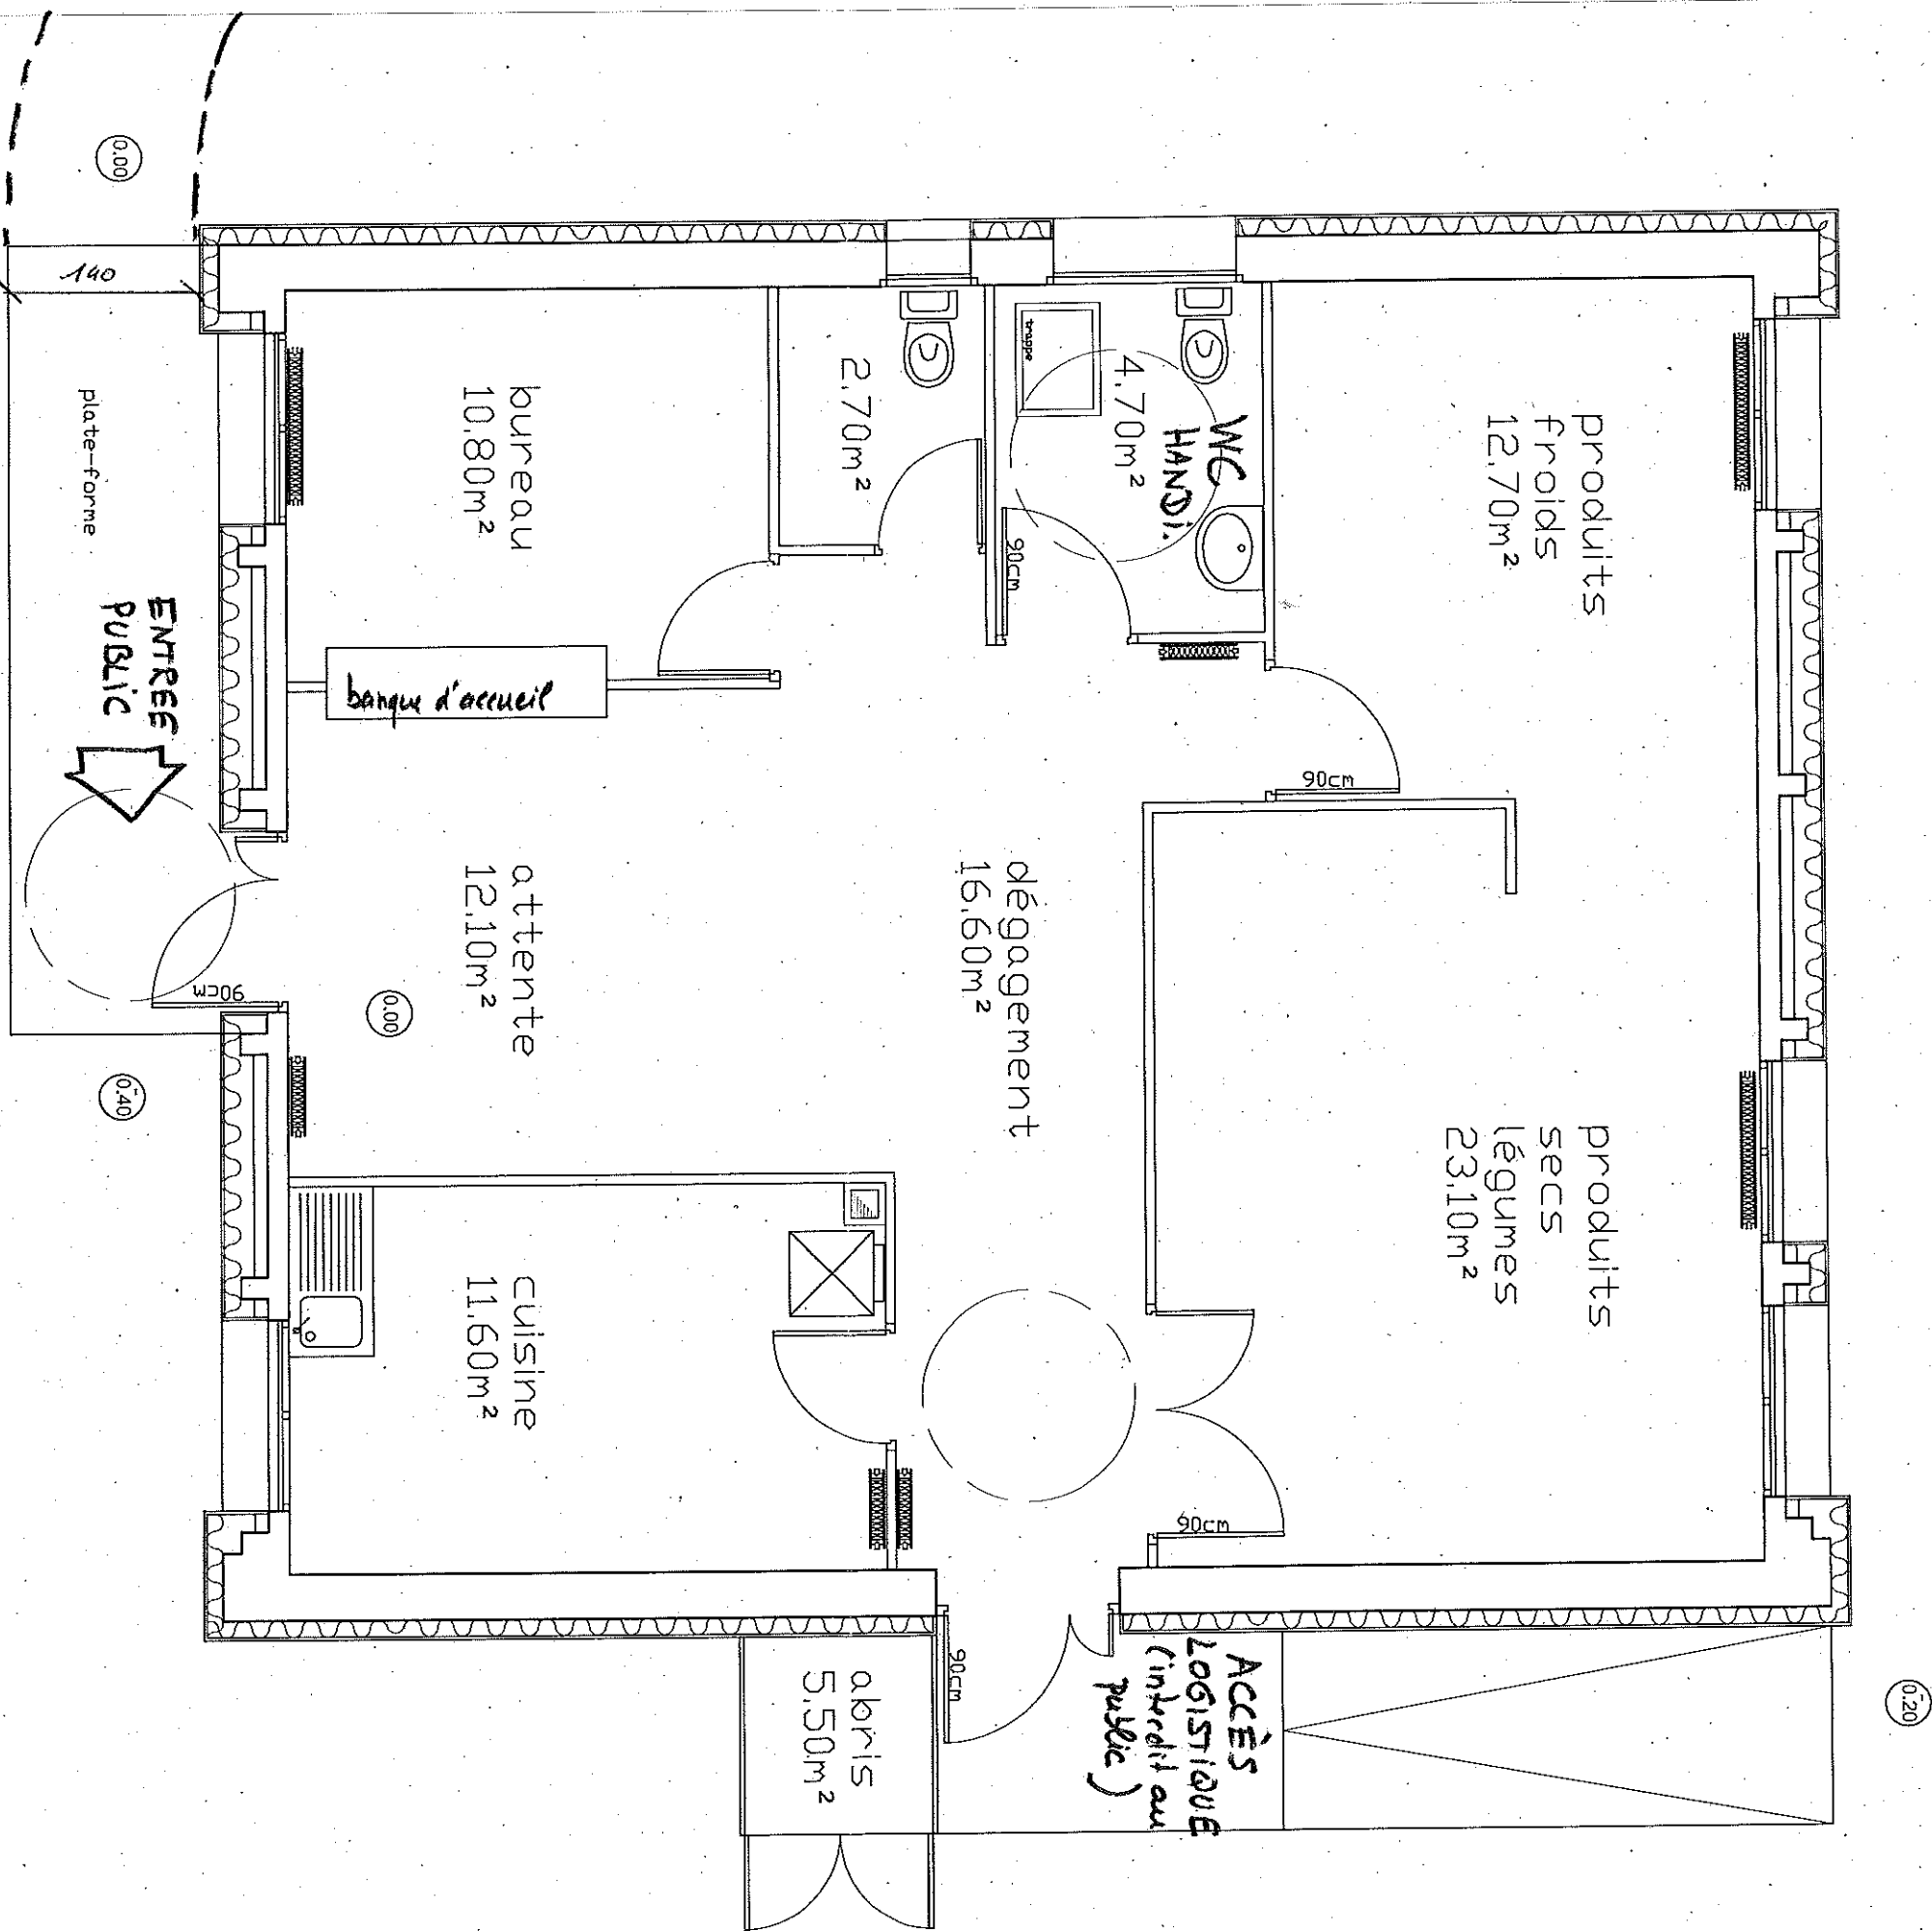 produits
froids
12.70m²
produits
secs
légumes
23.10m²
90cm
WC
HANDi.
4.70m²
trappe
90cm
2.70m²
dégagement
16.60m²
90cm
ACCÈS
LOGISTIQUE
(interdit au
public)
90cm
0.20
bureau
10.80m²
banque d'accueil
attente
12.10m²
0.00
cuisine
11.60m²
abris
5.50m²
0.00
140
plate-forme
ENTREE
PUBLIC
90cm
0.40